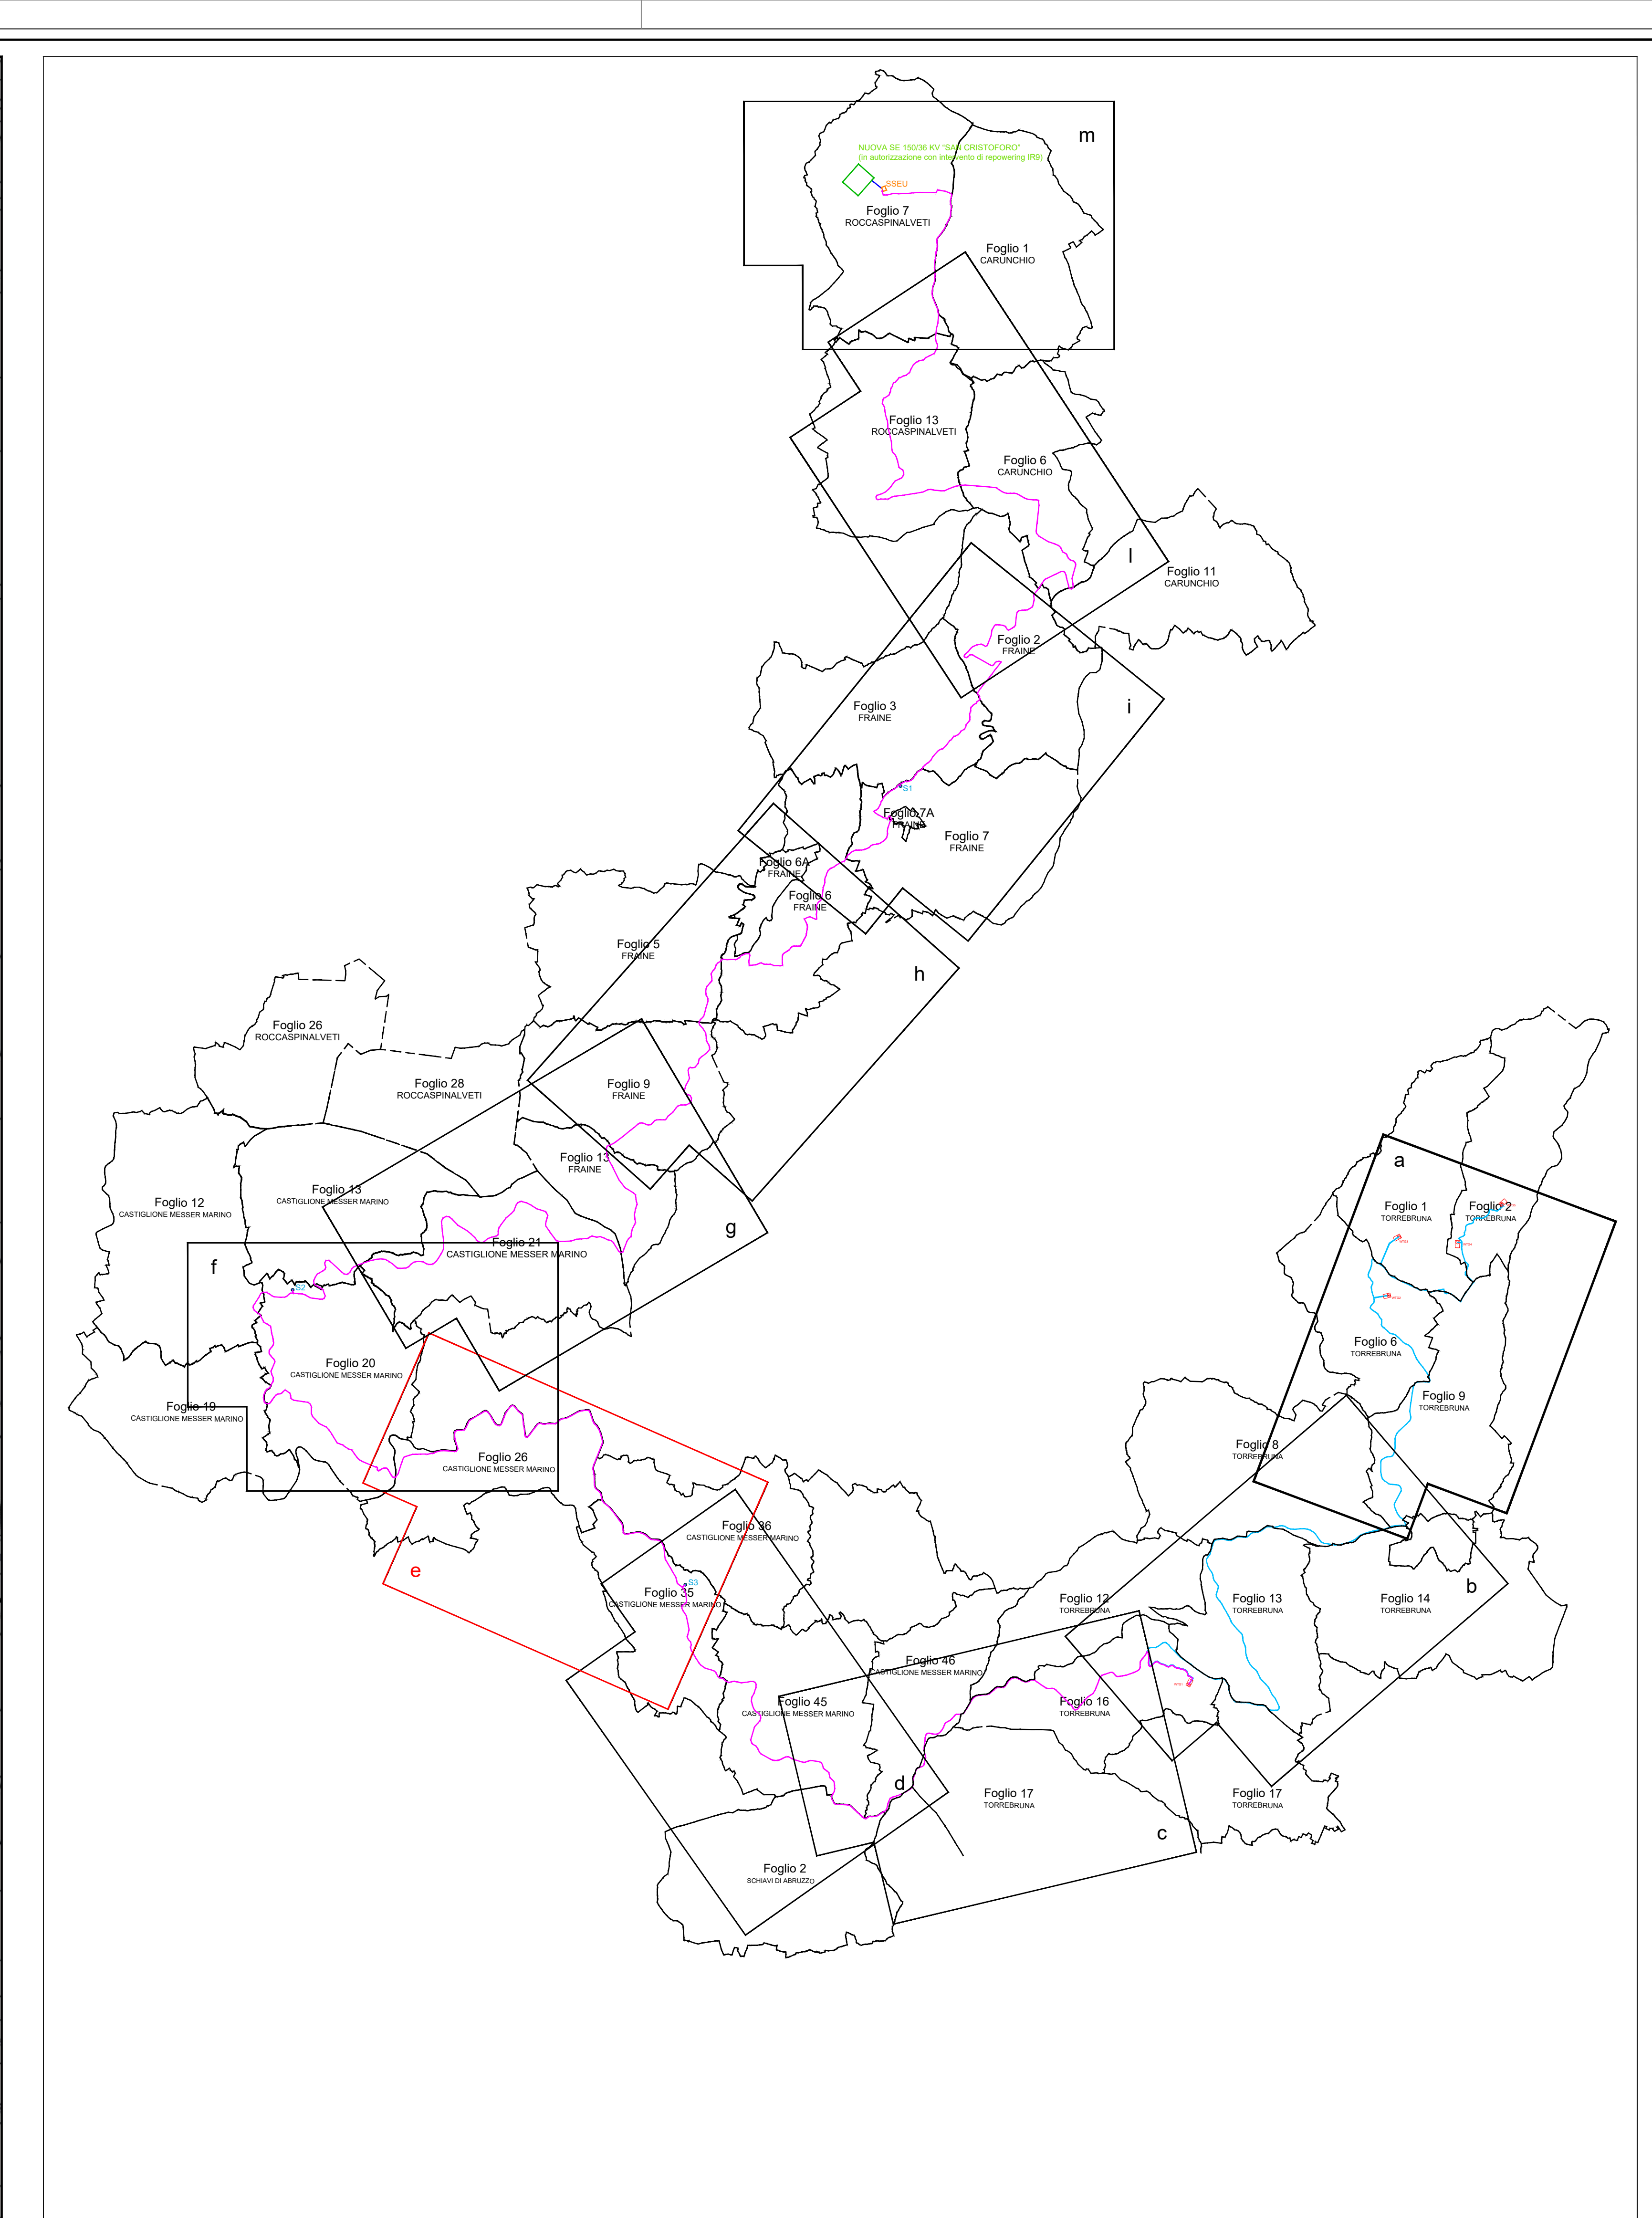 m
NUOVA SE 150/36 KV "SAN CRISTOFORO"
(in autorizzazione con intervento di repowering IR9)
SSEU
Foglio 7
ROCCASPINALVETI
Foglio 1
CARUNCHIO
Foglio 13
ROCCASPINALVETI
Foglio 6
CARUNCHIO
l
Foglio 11
CARUNCHIO
Foglio 2
FRAINE
Foglio 3
FRAINE
i
S1
Foglio 7A
FRAINE
Foglio 7
FRAINE
Foglio 6A
FRAINE
Foglio 6
FRAINE
Foglio 5
FRAINE
h
Foglio 26
ROCCASPINALVETI
Foglio 28
ROCCASPINALVETI
Foglio 9
FRAINE
Foglio 13
FRAINE
a
Foglio 13
CASTIGLIONE MESSER MARINO
Foglio 12
CASTIGLIONE MESSER MARINO
Foglio 1
TORREBRUNA
Foglio 2
TORREBRUNA
g
Foglio 21
CASTIGLIONE MESSER MARINO
f
S2
Foglio 6
TORREBRUNA
Foglio 20
CASTIGLIONE MESSER MARINO
Foglio 9
TORREBRUNA
Foglio 19
CASTIGLIONE MESSER MARINO
Foglio 8
TORREBRUNA
Foglio 26
CASTIGLIONE MESSER MARINO
Foglio 36
CASTIGLIONE MESSER MARINO
e
S3
Foglio 35
CASTIGLIONE MESSER MARINO
b
Foglio 12
TORREBRUNA
Foglio 13
TORREBRUNA
Foglio 14
TORREBRUNA
Foglio 46
CASTIGLIONE MESSER MARINO
Foglio 45
CASTIGLIONE MESSER MARINO
Foglio 16
TORREBRUNA
d
Foglio 17
TORREBRUNA
Foglio 17
TORREBRUNA
c
Foglio 2
SCHIAVI DI ABRUZZO